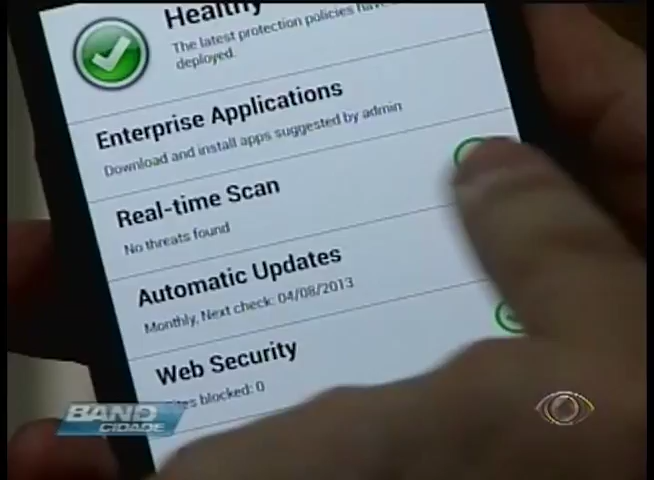 Healthy
The latest protection policies have
deployed.
Enterprise Applications
Download and install apps suggested by admin
Real-time Scan
No threats found
Automatic Updates
Monthly, Next check: 04/08/2013
Web Security
blocked: 0
BAND
CIDADE